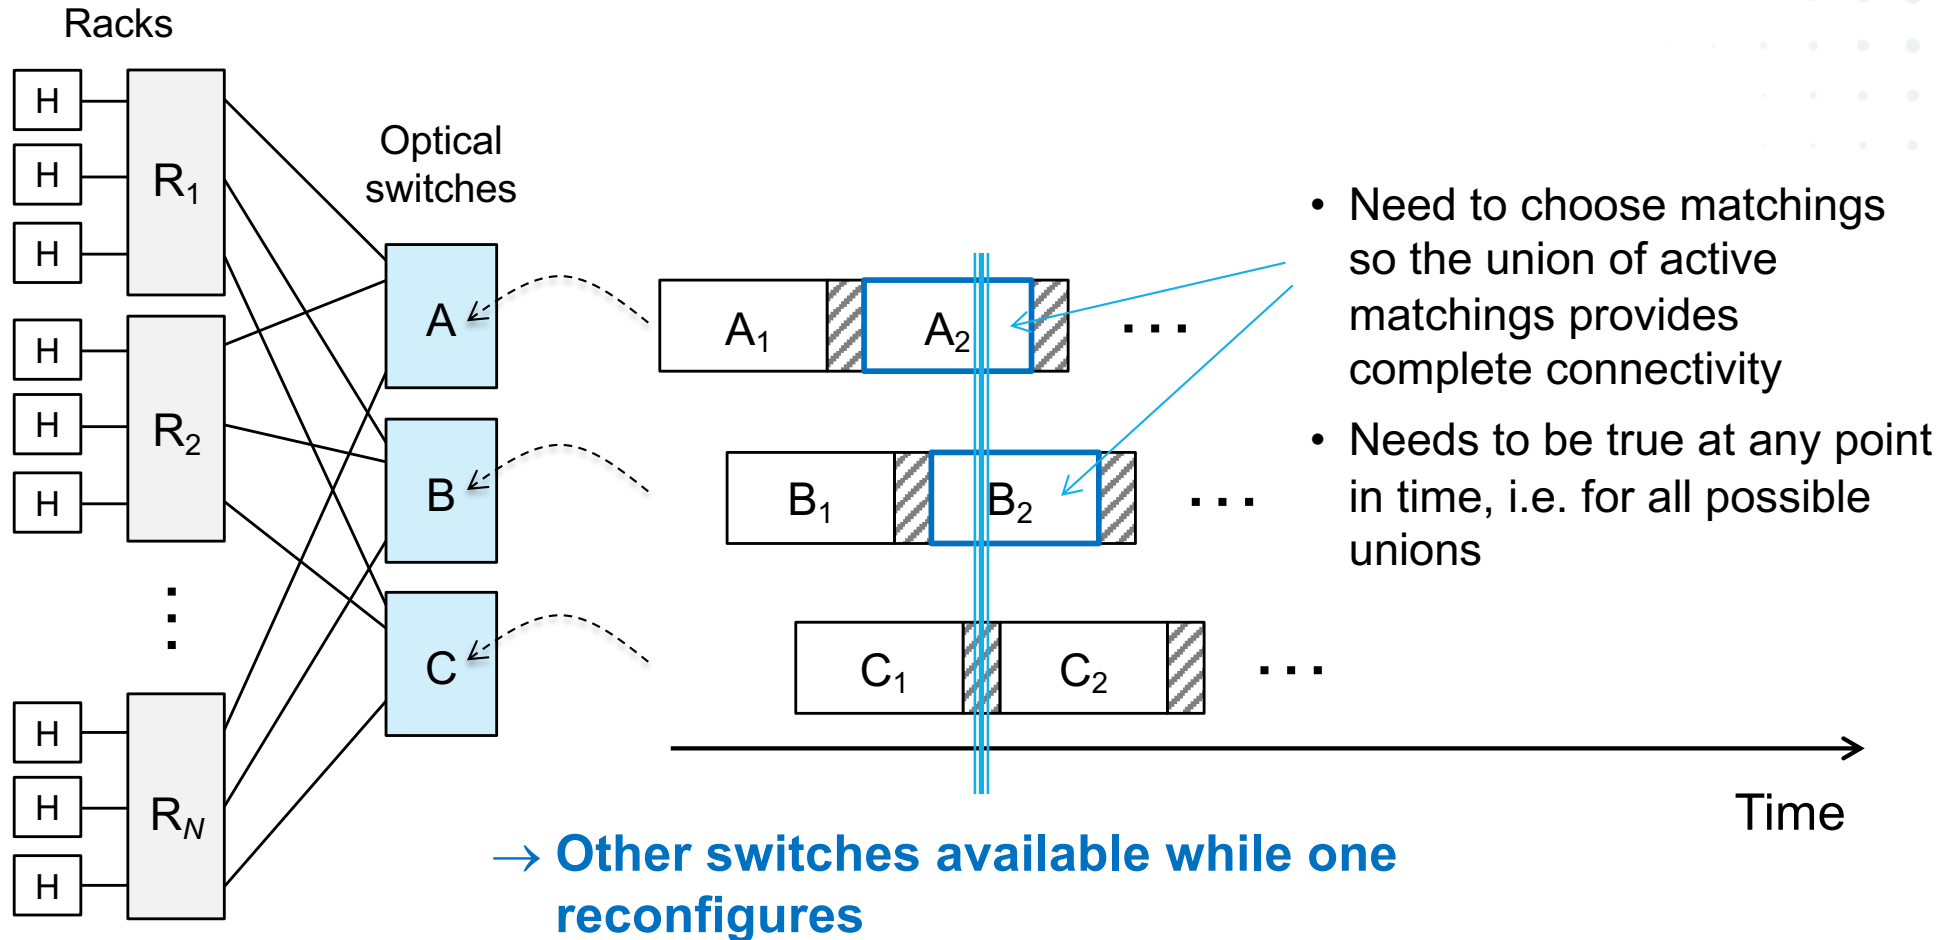 Racks
H
H
H
R1
H
H
H
R2
H
H
H
RN
Optical
switches
A
B
C
A1
A2
...
B1
B2
...
C1
C2
...
Time
• Need to choose matchings
so the union of active
matchings provides
complete connectivity
• Needs to be true at any point
in time, i.e. for all possible
unions
→ Other switches available while one
reconfigures